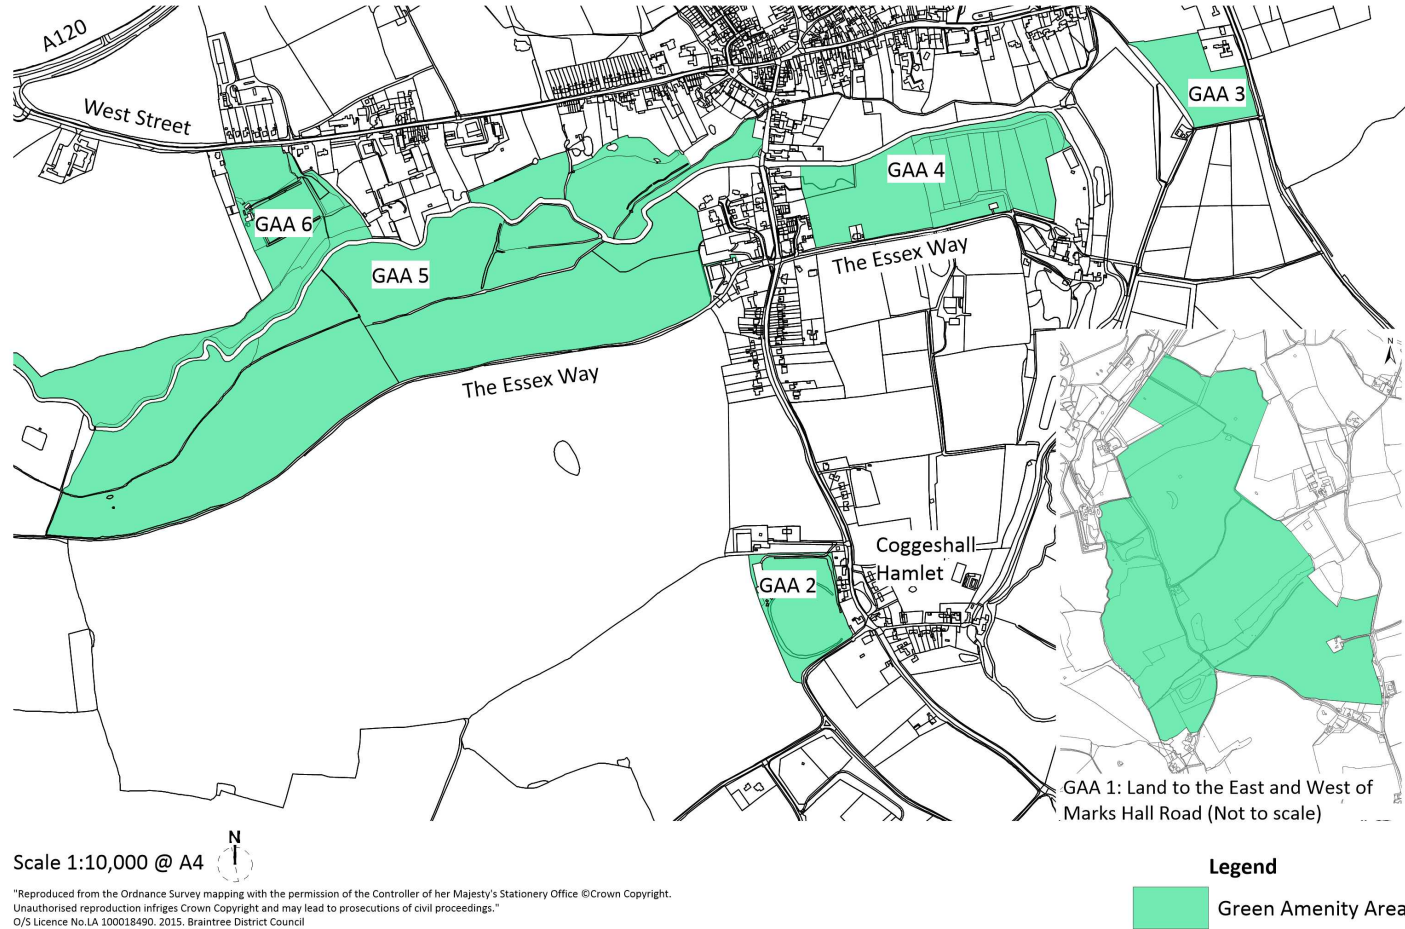 A120
West Street
GAA 3
GAA 4
GAA 6
GAA 5
The Essex Way
The Essex Way
Coggeshall
Hamlet
GAA 2
N
GAA 1: Land to the East and West of
Marks Hall Road (Not to scale)
N
Scale 1:10,000 @ A4
"Reproduced from the Ordnance Survey mapping with the permission of the Controller of her Majesty's Stationery Office ©Crown Copyright.
Unauthorised reproduction infriges Crown Copyright and may lead to prosecutions of civil proceedings."
O/S Licence No.LA 100018490. 2015. Braintree District Council
Legend
Green Amenity Area